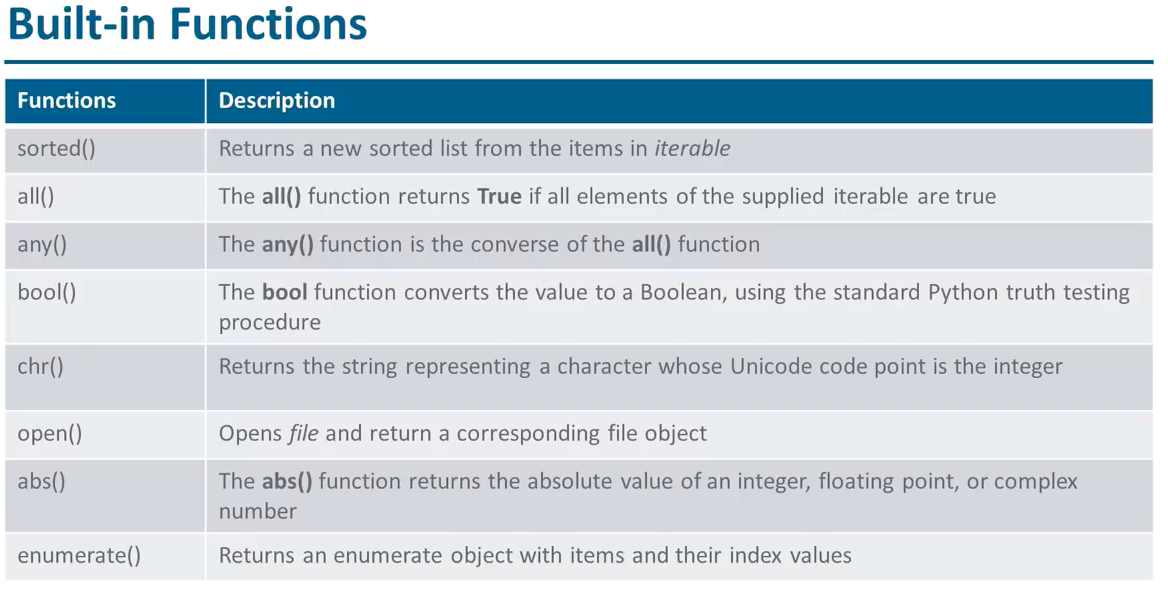 Built-in Functions
Functions Description
sorted() Returns a new sorted list from the items in iterable
all() The all() function returns True if all elements of the supplied iterable are true
any() The any() function is the converse of the all() function
bool() The bool function converts the value to a Boolean, using the standard Python truth testing
procedure
chr() Returns the string representing a character whose Unicode code point is the integer
open() Opens file and return a corresponding file object
abs() The abs() function returns the absolute value of an integer, floating point, or complex
number
enumerate() Returns an enumerate object with items and their index values